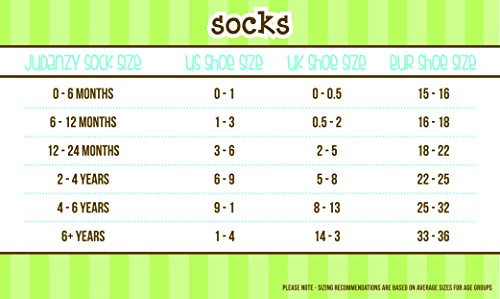 socks
Judanzy Sock Size US Shoe Size UK Shoe Size EUR Shoe Size
0 - 6 MONTHS 0 - 1 0 - 0.5 15 - 16
6 - 12 MONTHS 1 - 3 0.5 - 2 16 - 18
12 - 24 MONTHS 3 - 6 2 - 5 18 - 22
2 - 4 YEARS 6 - 9 5 - 8 22 - 25
4 - 6 YEARS 9 - 1 8 - 13 25 - 32
6+ YEARS 1 - 4 14 - 3 33 - 36
PLEASE NOTE - SIZING RECOMMENDATIONS ARE BASED ON AVERAGE SIZES FOR AGE GROUPS